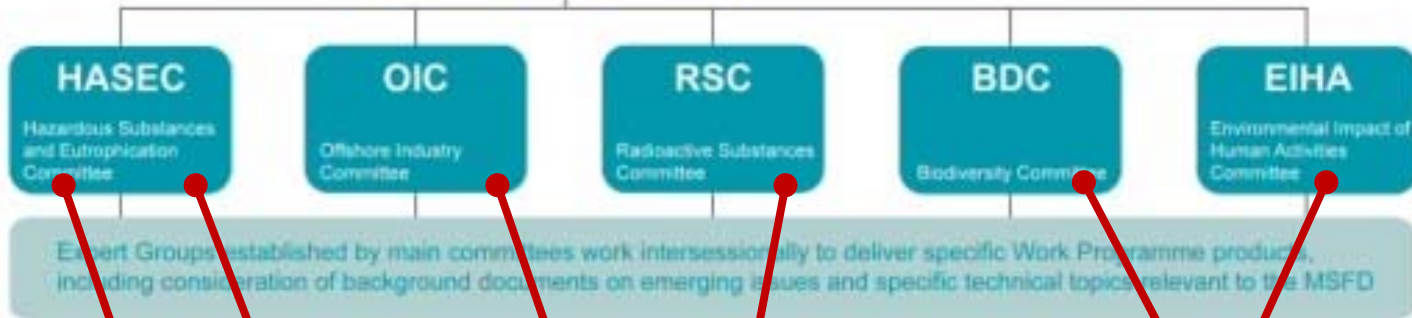 HASEC
Hazardous Substances
and Eutrophication
Committee
OIC
Offshore Industry
Committee
RSC
Radioactive Substances
Committee
BDC
Biodiversity Committee
EIHA
Environmental Impact of
Human Activities
Committee
Expert Groups established by main committees work intersessionally to deliver specific Work Programme products,
including consideration of background documents on emerging issues and specific technical topics relevant to the MSFD